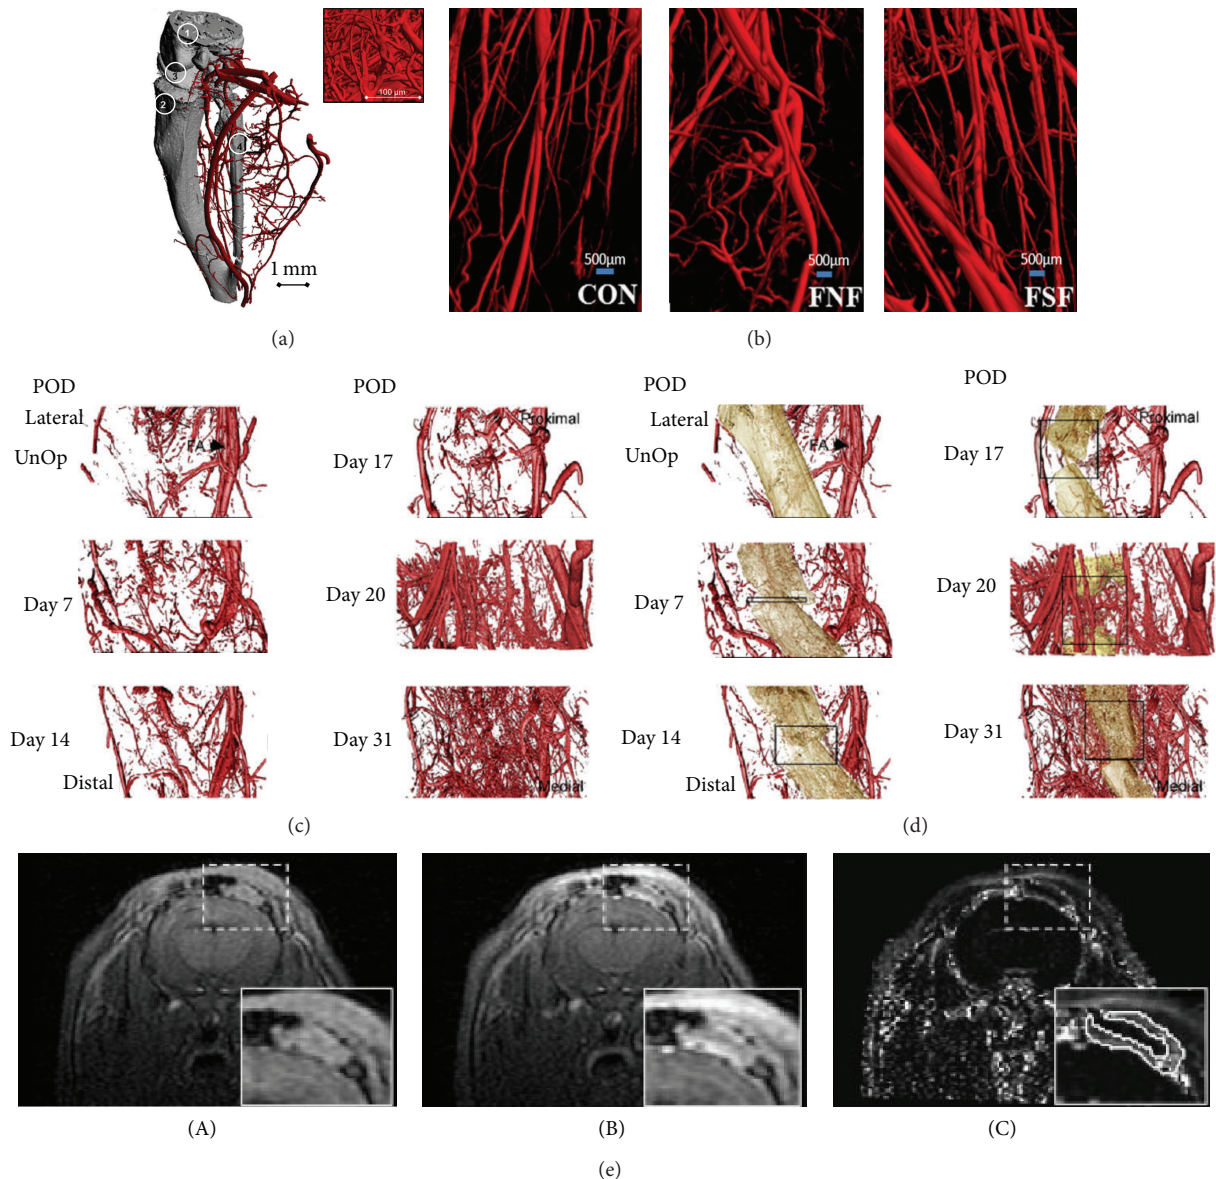 1
3
2
4
100 µm
1 mm
500µm
CON
500µm
FNF
500µm
FSF
(a)
(b)
POD
Lateral
UnOp
FA
Day 7
Day 14
Distal
POD
Day 17
Proximal
Day 20
Day 31
Medial
POD
Lateral
UnOp
FA
Day 7
Day 14
Distal
POD
Day 17
Proximal
Day 20
Day 31
Medial
(c)
(d)
(A)
(B)
(C)
(e)